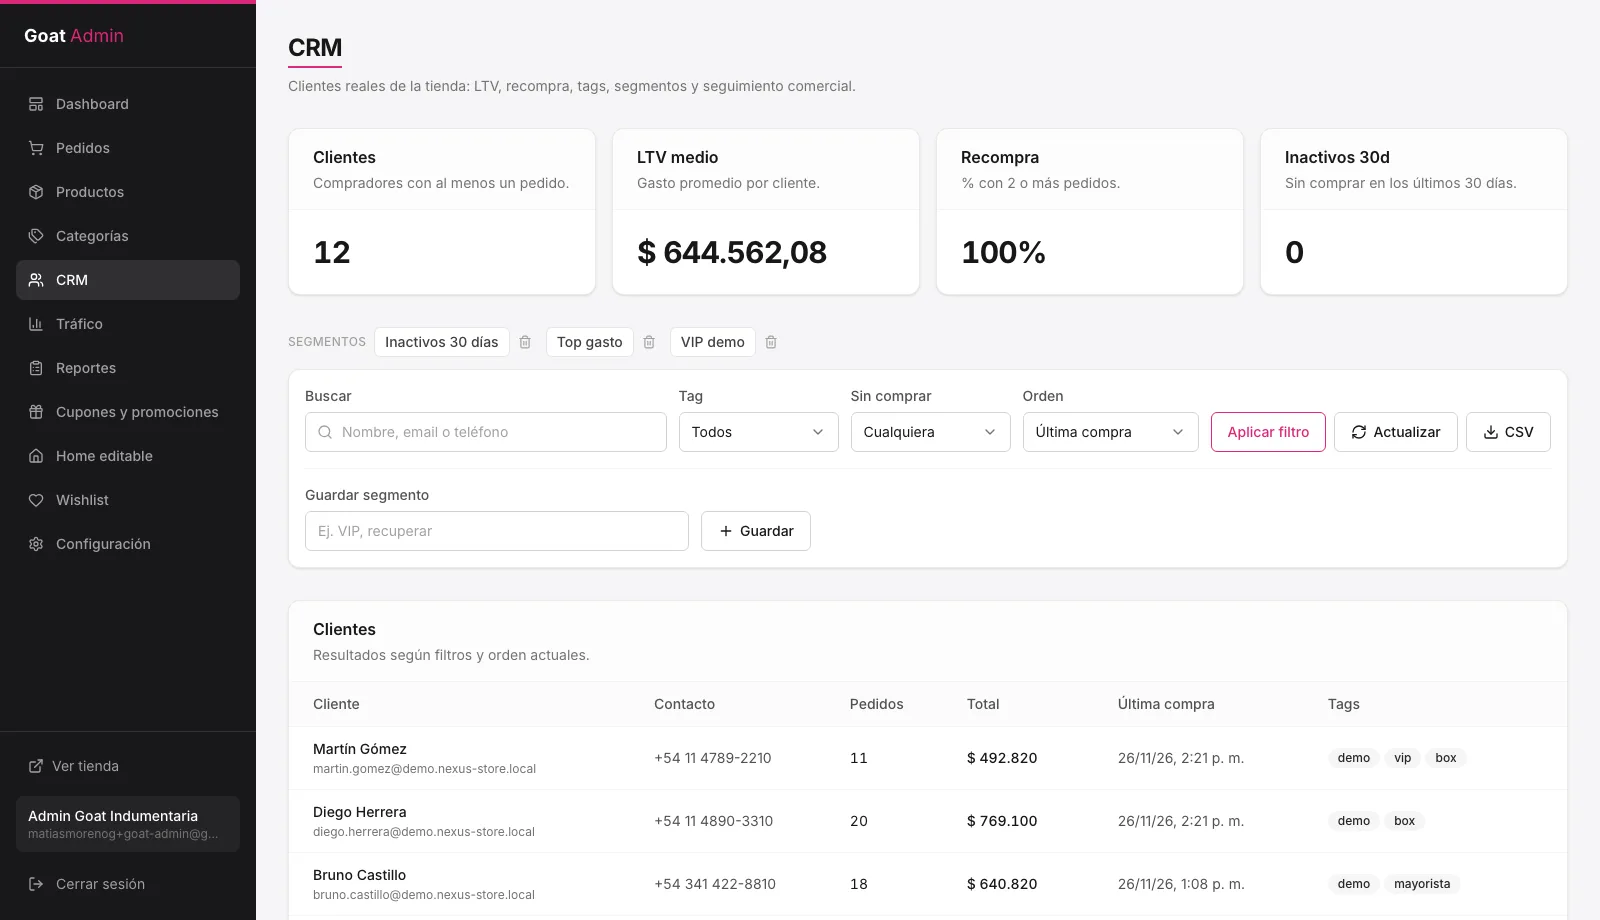 Goat Admin
Dashboard
Pedidos
Productos
Categorías
CRM
Tráfico
Reportes
Cupones y promociones
Home editable
Wishlist
Configuración
Ver tienda
Admin Goat Indumentaria
matiasmorenog+goat-admin@g...
Cerrar sesión
CRM
Clientes reales de la tienda: LTV, recompra, tags, segmentos y seguimiento comercial.
Clientes
Compradores con al menos un pedido.
12
LTV medio
Gasto promedio por cliente.
$ 644.562,08
Recompra
% con 2 o más pedidos.
100%
Inactivos 30d
Sin comprar en los últimos 30 días.
0
SEGMENTOS Inactivos 30 días Top gasto VIP demo
Buscar Tag Sin comprar Orden
Nombre, email o teléfono Todos Cualquiera Última compra Aplicar filtro Actualizar CSV
Guardar segmento
Ej. VIP, recuperar Guardar
Clientes
Resultados según filtros y orden actuales.
Cliente Contacto Pedidos Total Última compra Tags
Martín Gómez
martin.gomez@demo.nexus-store.local
+54 11 4789-2210 11 $ 492.820 26/11/26, 2:21 p. m. demo vip box
Diego Herrera
diego.herrera@demo.nexus-store.local
+54 11 4890-3310 20 $ 769.100 26/11/26, 2:21 p. m. demo box
Bruno Castillo
bruno.castillo@demo.nexus-store.local
+54 341 422-8810 18 $ 640.820 26/11/26, 1:08 p. m. demo mayorista